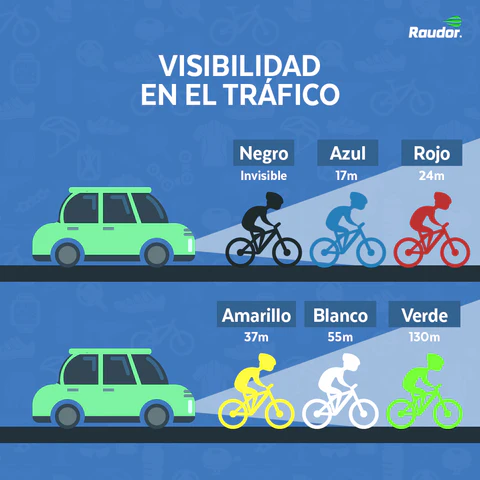 Raudor.
VISIBILIDAD
EN EL TRÁFICO
Negro Azul Rojo
Invisible 17m 24m
Amarillo Blanco Verde
37m 55m 130m